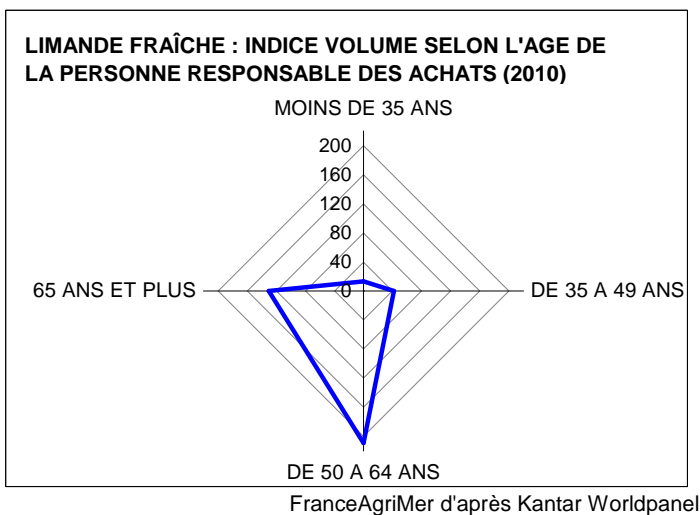 LIMANDE FRAÎCHE : INDICE VOLUME SELON L'AGE DE
LA PERSONNE RESPONSABLE DES ACHATS (2010)
MOINS DE 35 ANS
200
160
120
80
40
0
65 ANS ET PLUS
DE 35 A 49 ANS
DE 50 A 64 ANS
FranceAgriMer d'après Kantar Worldpanel